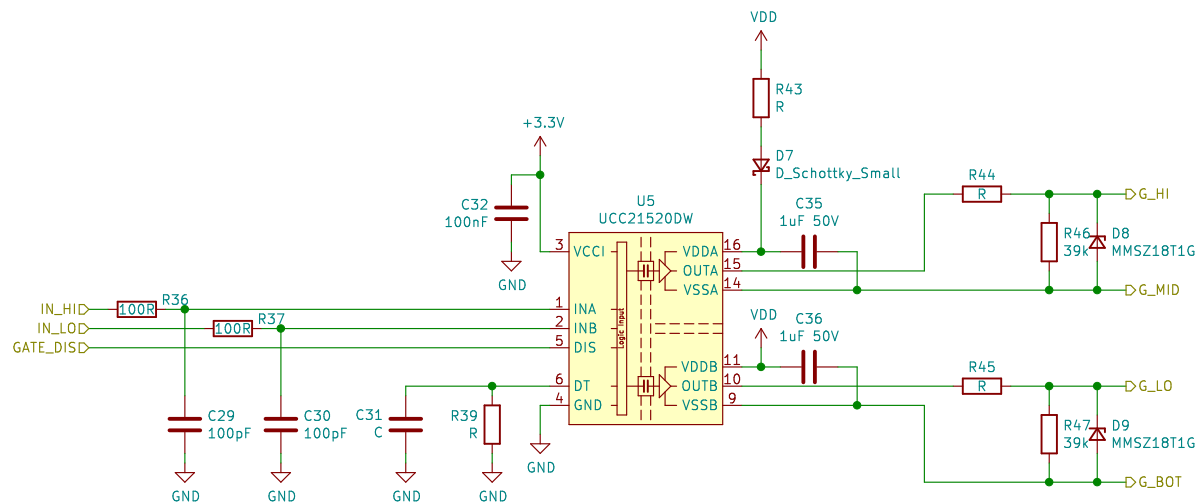 VDD
R43
R
+3.3V
D7
D_Schottky_Small
C32
100nF
U5
UCC21520DW
C35
1uF 50V
R44
R
G_HI
GND
3
VCCI
VDDA
16
OUTA
15
VSSA
14
R46
39k
D8
MMSZ18T1G
G_MID
IN_HI
100R
R36
1
INA
IN_LO
100R
R37
2
INB
GATE_DIS
5
DIS
Logic Input
VDD
C36
1uF 50V
VDDB
11
OUTB
10
VSSB
9
R45
R
G_LO
6
DT
4
GND
C29
100pF
C30
100pF
C31
C
R39
R
R47
39k
D9
MMSZ18T1G
G_BOT
GND
GND
GND
GND
GND